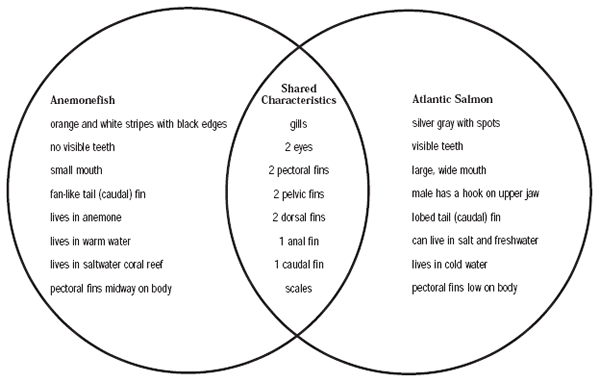 Anemonefish
orange and white stripes with black edges
no visible teeth
small mouth
fan-like tail (caudal) fin
lives in anemone
lives in warm water
lives in saltwater coral reef
pectoral fins midway on body
Shared
Characteristics
gills
2 eyes
2 pectoral fins
2 pelvic fins
2 dorsal fins
1 anal fin
1 caudal fin
scales
Atlantic Salmon
silver gray with spots
visible teeth
large, wide mouth
male has a hook on upper jaw
lobed tail (caudal) fin
can live in salt and freshwater
lives in cold water
pectoral fins low on body